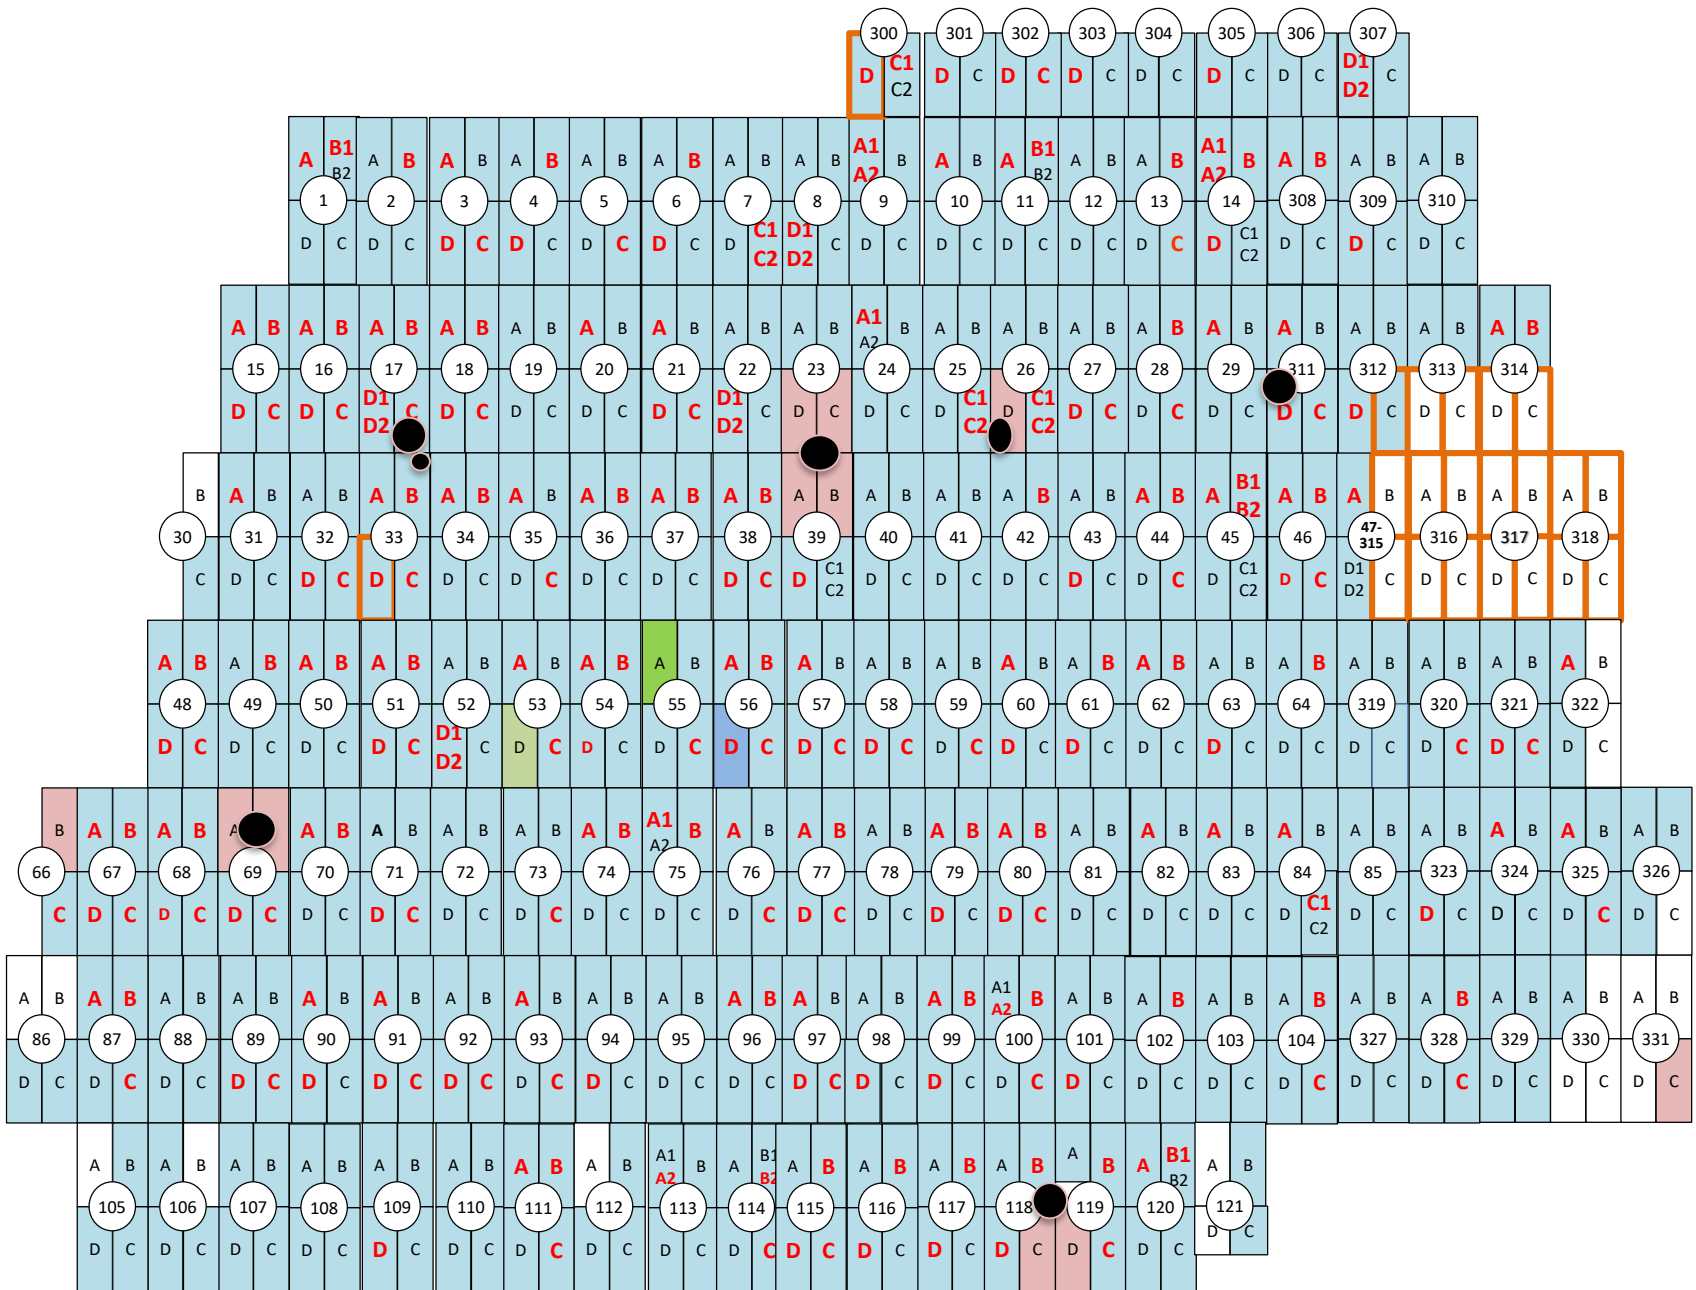 300 301 302 303 304 305 306 307
D C1 D C D C D C D C D C D C D1 C
C2 D2
A B1 A B A B A B A B A B A B A B A1 B A B A B1 A B A B A1 B A B A B A B
B2 A2 B2 A2
1 2 3 4 5 6 7 8 9 10 11 12 13 14 308 309 310
D C D C D C D C D C D C D C1 D1 C D C D C D C D C D C D C1 D C D C D C
C2 D2 C2
A B A B A B A B A B A B A B A B A B A1 B A B A B A B A B A B A B A B A B A B
A2
15 16 17 18 19 20 21 22 23 24 25 26 27 28 29 311 312 313 314
D C D C D1 C D C D C D C D C D1 C D C D C D C1 D C1 D C D C D C D C D C D C D C
D2 D2 C2 C2
B A B A B A B A B A B A B A B A B A B A B A B A B A B A B A B1 A B A B A B A B A B
B2
30 31 32 33 34 35 36 37 38 39 40 41 42 43 44 45 46 47-315 316 317 318
C D C D C D C D C D C D C D C D C D C1 D C D C D C D C D C D C1 D C D1 C D C D C D C
C2 C2 D2
A B A B A B A B A B A B A B A B A B A B A B A B A B A B A B A B A B A B A B A B A B
48 49 50 51 52 53 54 55 56 57 58 59 60 61 62 63 64 319 320 321 322
D C D C D C D C D1 C D C D C D C D C D C D C D C D C D C D C D C D C D C D C D C D C
D2
B A B A B A A B A B A B A B A B A1 B A B A B A B A B A B A B A B A B A B A B A B A B A B A B
A2
66 67 68 69 70 71 72 73 74 75 76 77 78 79 80 81 82 83 84 85 323 324 325 326
C D C D C D C D C D C D C D C D C D C D C D C D C D C D C D C D C D C1 D C D C D C D C D C
C2
A B A B A B A B A B A B A B A B A B A B A B A B A B A B A1 B A B A B A B A B A B A B A B A B A B
A2
86 87 88 89 90 91 92 93 94 95 96 97 98 99 100 101 102 103 104 327 328 329 330 331
D C D C D C D C D C D C D C D C D C D C D C D C D C D C D C D C D C D C D C D C D C D C D C D C
A B A B A B A B A B A B A B A B A1 B A B1 A B A B A B A B A B A B1 A B
A2 B2 B2
105 106 107 108 109 110 111 112 113 114 115 116 117 118 119 120 121
D C D C D C D C D C D C D C D C D C D C D C D C D C D C D C D C D C